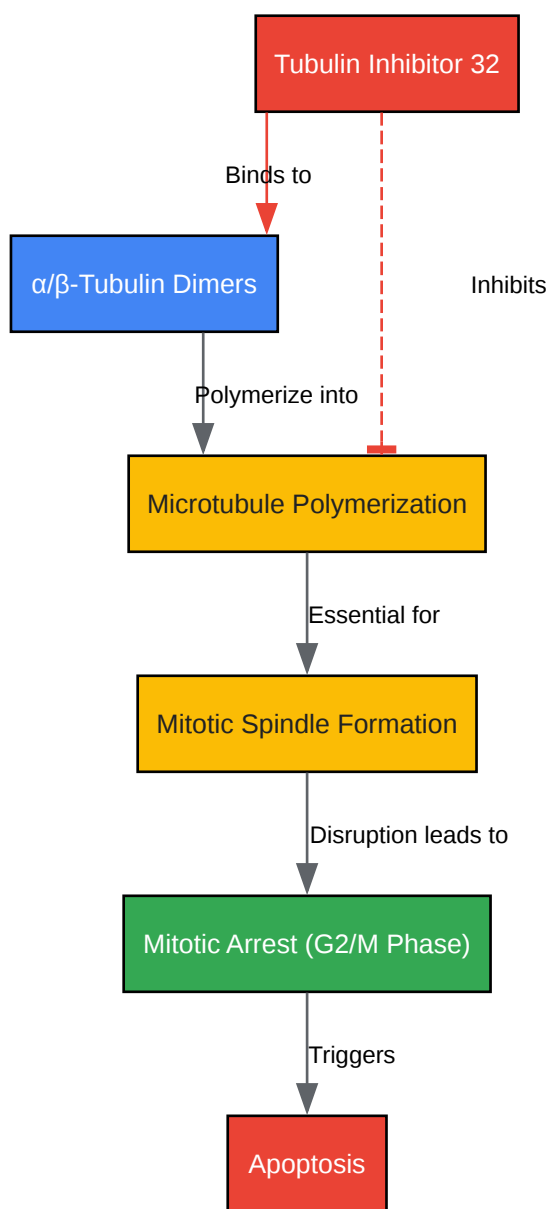 Tubulin Inhibitor 32
Binds to
α/β-Tubulin Dimers
Inhibits
Polymerize into
Microtubule Polymerization
Essential for
Mitotic Spindle Formation
Disruption leads to
Mitotic Arrest (G2/M Phase)
Triggers
Apoptosis